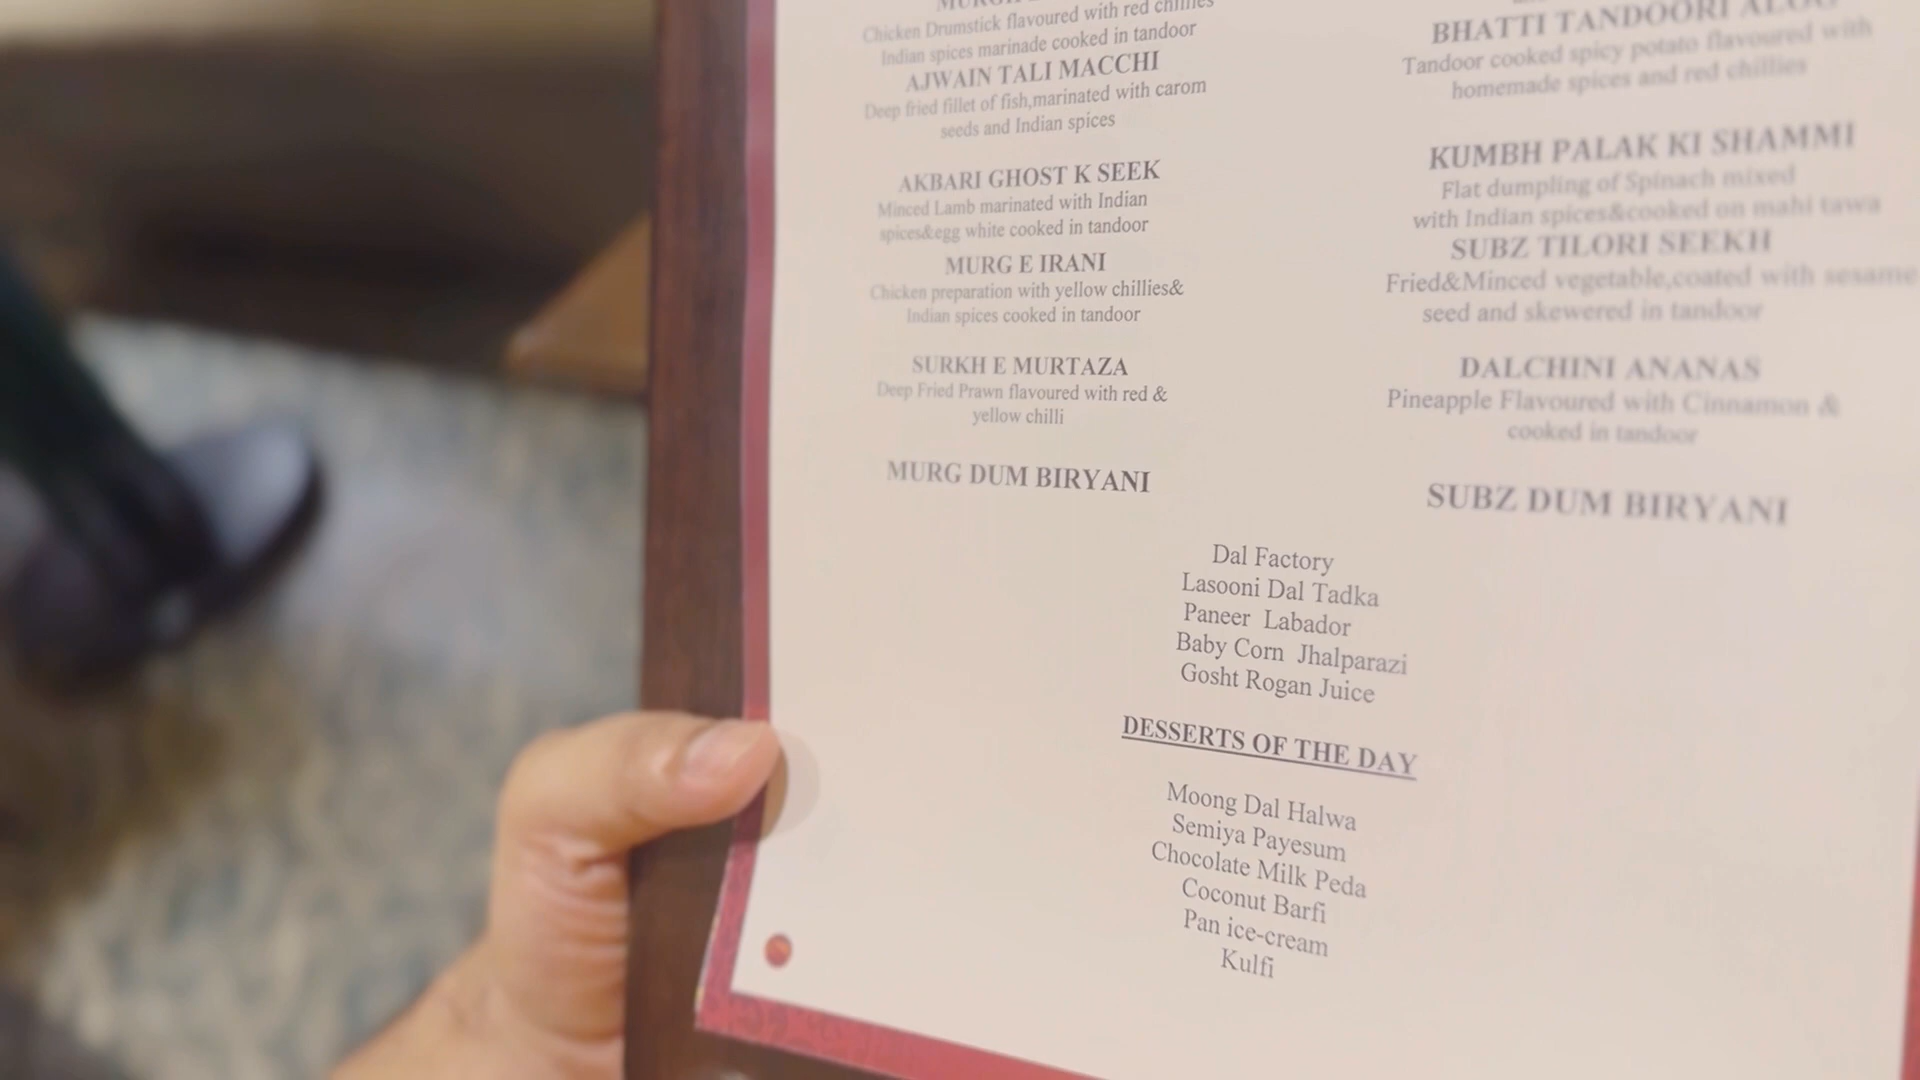 Chicken Drumstick flavoured with red chillies
Indian spices marinade cooked in tandoor
AJWAIN TALI MACCHI
Deep fried fillet of fish,marinated with carom
seeds and Indian spices
AKBARI GHOST K SEEK
Minced Lamb marinated with Indian
spices&egg white cooked in tandoor
MURG E IRANI
Chicken preparation with yellow chillies&
Indian spices cooked in tandoor
SURKH E MURTAZA
Deep Fried Prawn flavoured with red &
yellow chilli
MURG DUM BIRYANI
BHATTI TANDOORI ALOO
Tandoor cooked spicy potato flavoured with
homemade spices and red chillies
KUMBH PALAK KI SHAMMI
Flat dumpling of Spinach mixed
with Indian spices&cooked on mahi tawa
SUBZ TILORI SEEKH
Fried&Minced vegetable,coated with sesame
seed and skewered in tandoor
DALCHINI ANANAS
Pineapple Flavoured with Cinnamon &
cooked in tandoor
SUBZ DUM BIRYANI
Dal Factory
Lasooni Dal Tadka
Paneer Labador
Baby Corn Jhalparazi
Gosht Rogan Juice
DESSERTS OF THE DAY
Moong Dal Halwa
Semiya Payesum
Chocolate Milk Peda
Coconut Barfi
Pan ice-cream
Kulfi